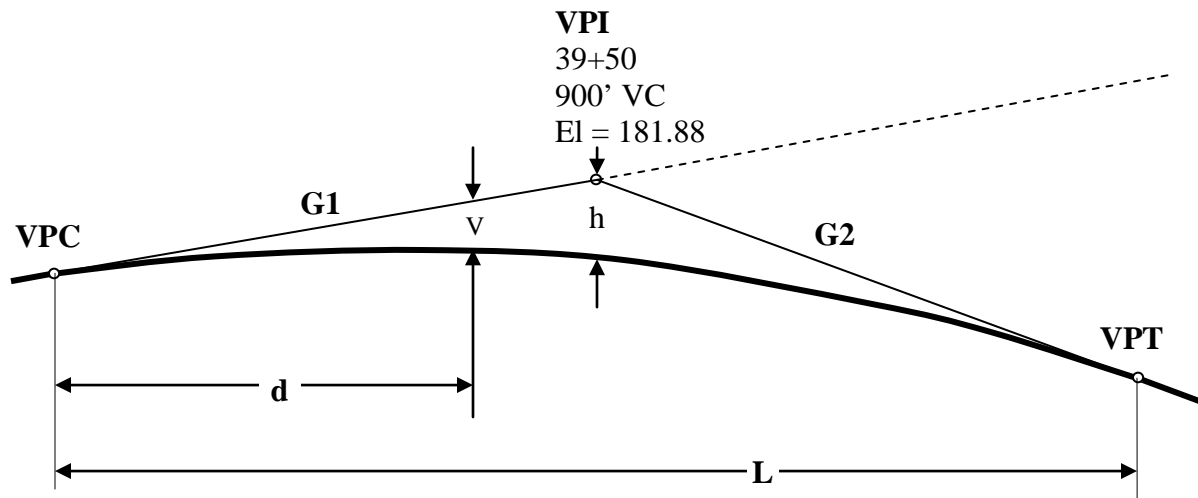 VPI
39+50
900’ VC
El = 181.88
G1
v
h
G2
VPC
VPT
d
L